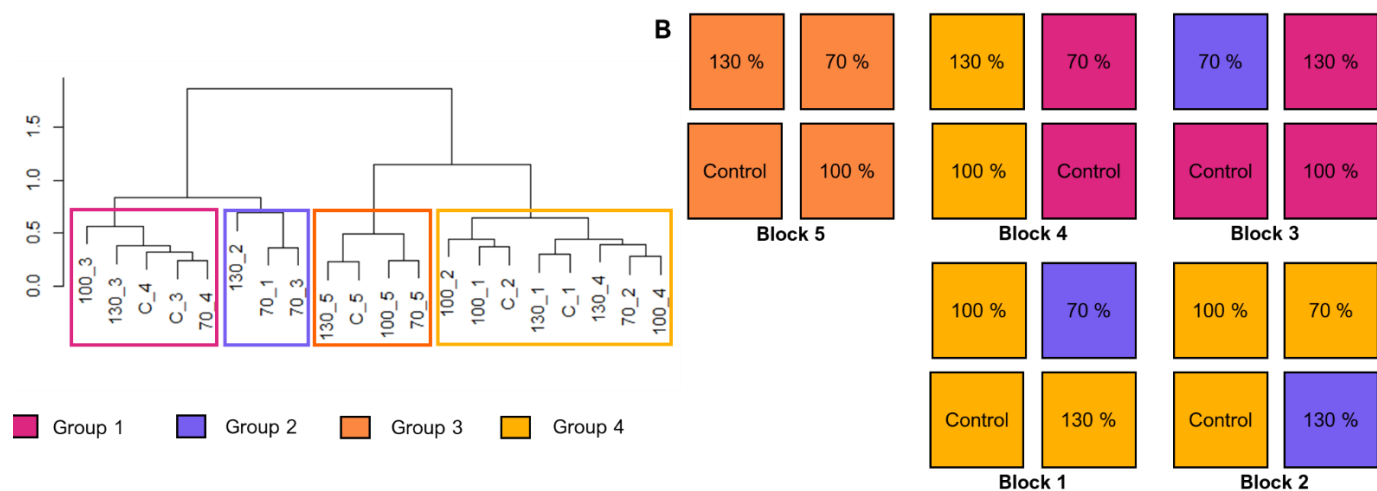 B
1.5
1.0
0.5
0.0
100_3
130_3
C_4
C_3
70_4
130_2
70_1
70_3
130_5
C_5
100_5
70_5
100_2
100_1
C_2
130_1
C_1
130_4
70_2
100_4
Group 1 Group 2 Group 3 Group 4
130 % 70 %
Control 100 %
Block 5
130 % 70 %
100 % Control
Block 4
70 % 130 %
Control 100 %
Block 3
100 % 70 %
Control 130 %
Block 1
100 % 70 %
Control 130 %
Block 2